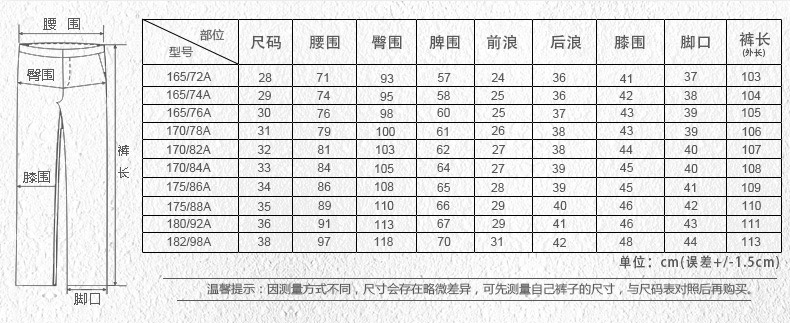 腰 围
臀围
裤长
膝围
脚口
部位
型号
尺码 腰围 臀围 脾围 前浪 后浪 膝围 脚口 裤长(外长)
165/72A 28 71 93 57 24 36 41 37 103
165/74A 29 74 95 58 25 36 42 38 104
165/76A 30 76 98 60 25 37 43 39 105
170/78A 31 79 100 61 26 38 43 39 106
170/82A 32 81 103 62 27 38 44 40 107
170/84A 33 84 105 64 27 39 45 40 108
175/86A 34 86 108 65 28 39 45 41 109
175/88A 35 89 110 66 29 40 46 42 110
180/92A 36 91 113 67 29 41 46 43 111
182/98A 38 97 118 70 31 42 48 44 113
单位：cm(误差+/-1.5cm)
温馨提示：因测量方式不同，尺寸会存在略微差异，可先测量自己裤子的尺寸，与尺码表对照后再购买。